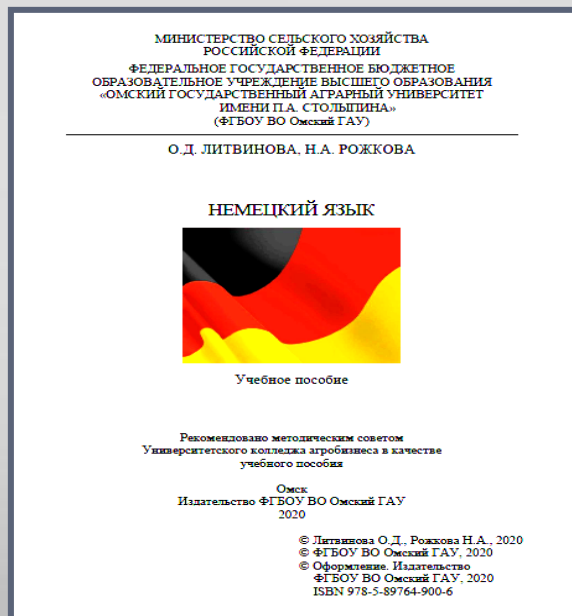 МИНИСТЕРСТВО СЕЛЬСКОГО ХОЗЯЙСТВА
РОССИЙСКОЙ ФЕДЕРАЦИИ
ФЕДЕРАЛЬНОЕ ГОСУДАРСТВЕННОЕ БЮДЖЕТНОЕ
ОБРАЗОВАТЕЛЬНОЕ УЧРЕЖДЕНИЕ ВЫСШЕГО ОБРАЗОВАНИЯ
«ОМСКИЙ ГОСУДАРСТВЕННЫЙ АГРАРНЫЙ УНИВЕРСИТЕТ
ИМЕНИ П.А. СТОЛЫПИНА»
(ФГБОУ ВО Омский ГАУ)
О.Д. ЛИТВИНОВА, Н.А. РОЖКОВА
НЕМЕЦКИЙ ЯЗЫК
Учебное пособие
Рекомендовано методическим советом
Университетского колледжа агробизнеса в качестве
учебного пособия
Омск
Издательство ФГБОУ ВО Омский ГАУ
2020
© Литвинова О.Д., Рожкова Н.А., 2020
© ФГБОУ ВО Омский ГАУ, 2020
© Оформление. Издательство
ФГБОУ ВО Омский ГАУ, 2020
ISBN 978-5-89764-900-6